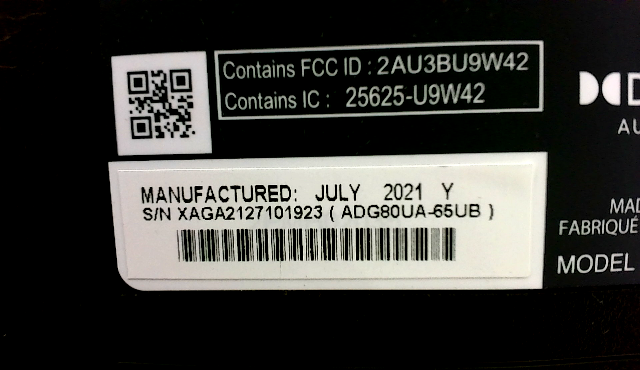 Contains FCC ID : 2AU3BU9W42
Contains IC : 25625-U9W42
MANUFACTURED: JULY 2021 Y
S/N XAGA2127101923 ( ADG80UA-65UB )
AU
MAD
FABRIQUÉ
MODEL